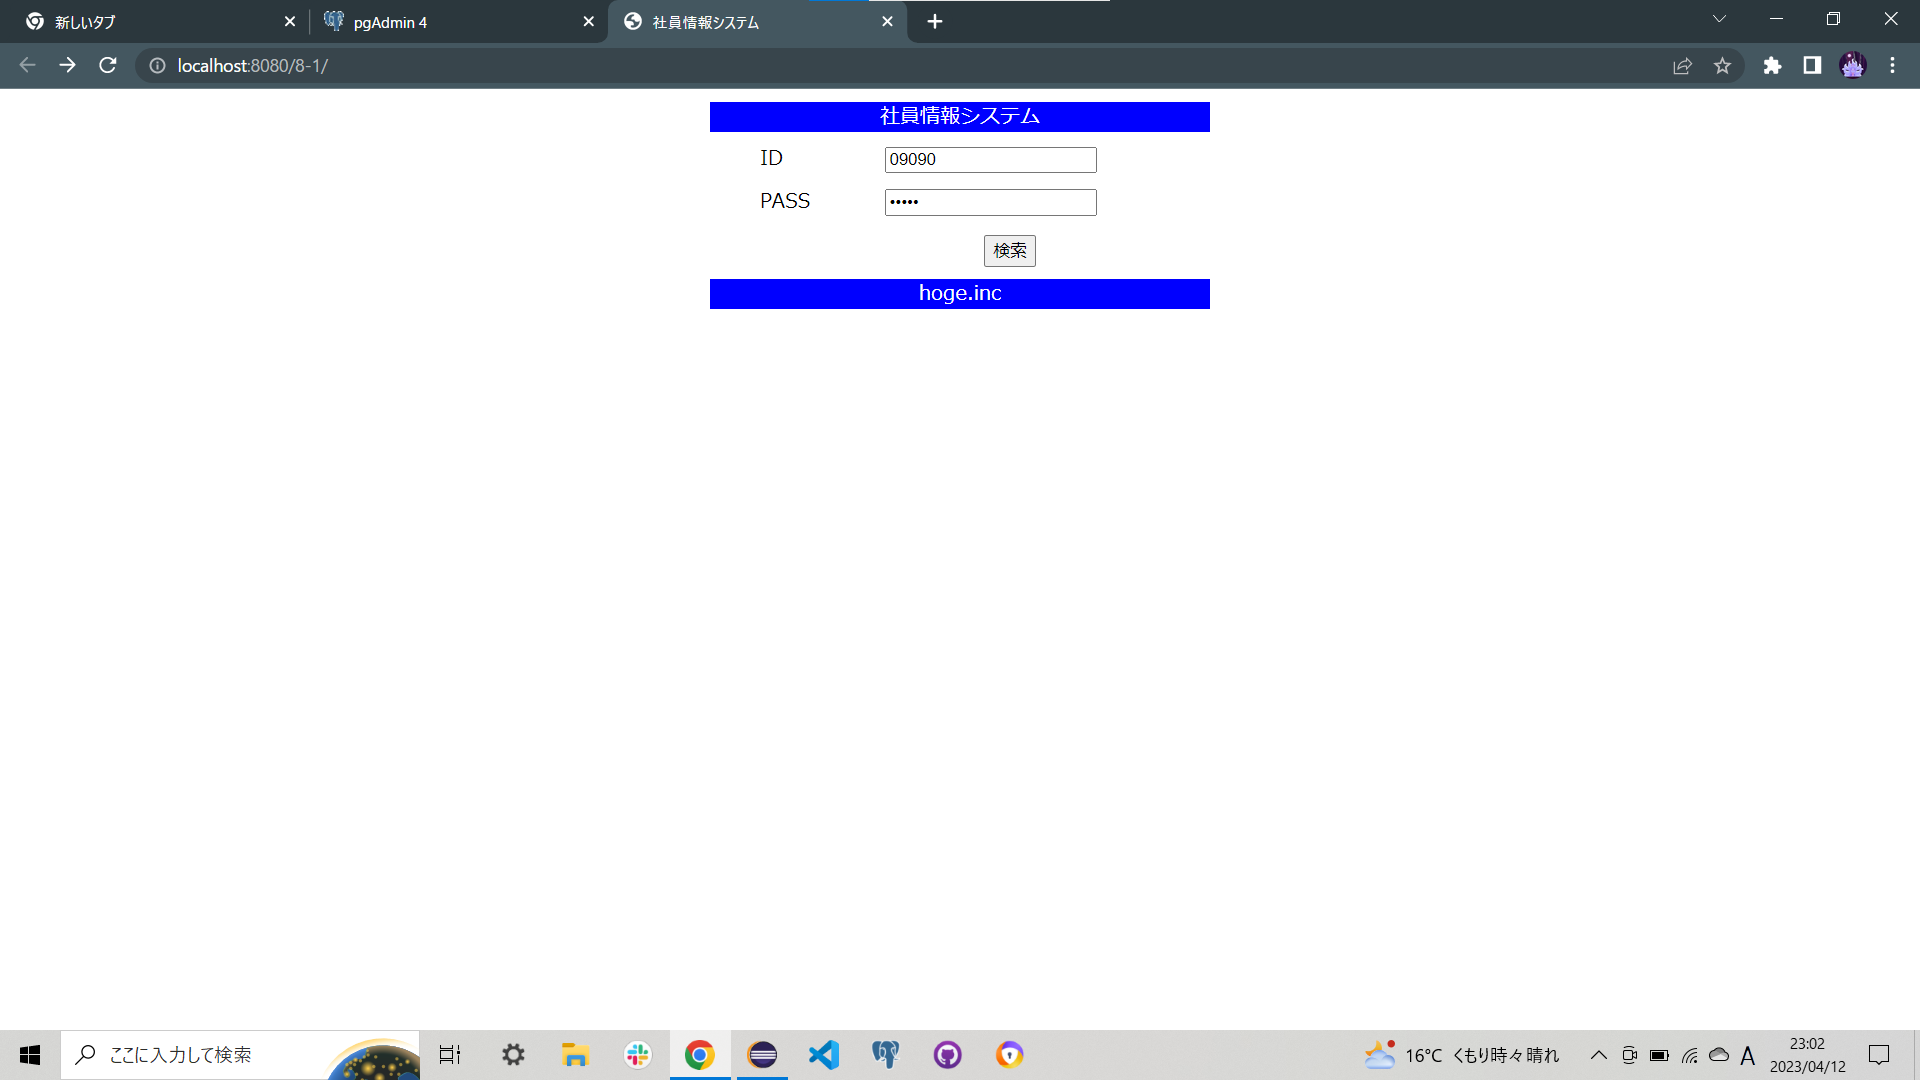 新しいタブ
pgAdmin 4
社員情報システム
localhost:8080/8-1/
社員情報システム
ID
09090
PASS
•••••
検索
hoge.inc
ここに入力して検索
16°C くもり時々晴れ
A
23:02
2023/04/12